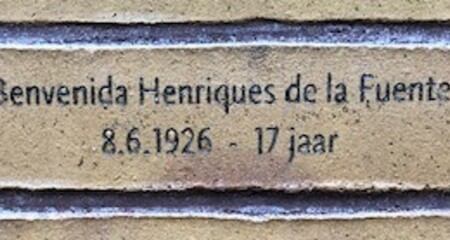 Benvenida Henriques de la Fuente
8.6.1926 - 17 jaar